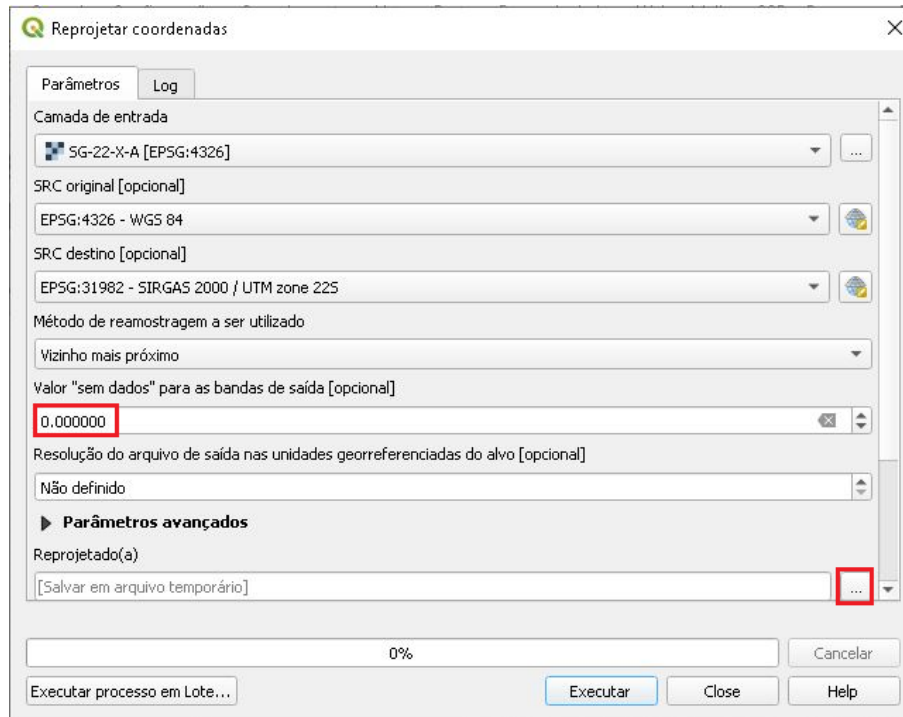 Reprojetar coordenadas
Parâmetros
Log
Camada de entrada
SG-22-X-A [EPSG:4326]
...
SRC original [opcional]
EPSG:4326 - WGS 84
SRC destino [opcional]
EPSG:31982 - SIRGAS 2000 / UTM zone 22S
Método de reamostragem a ser utilizado
Vizinho mais próximo
Valor "sem dados" para as bandas de saída [opcional]
0.000000
Resolução do arquivo de saída nas unidades georreferenciadas do alvo [opcional]
Não definido
Parâmetros avançados
Reprojetado(a)
[Salvar em arquivo temporário]
...
0%
Cancelar
Executar processo em Lote...
Executar
Close
Help